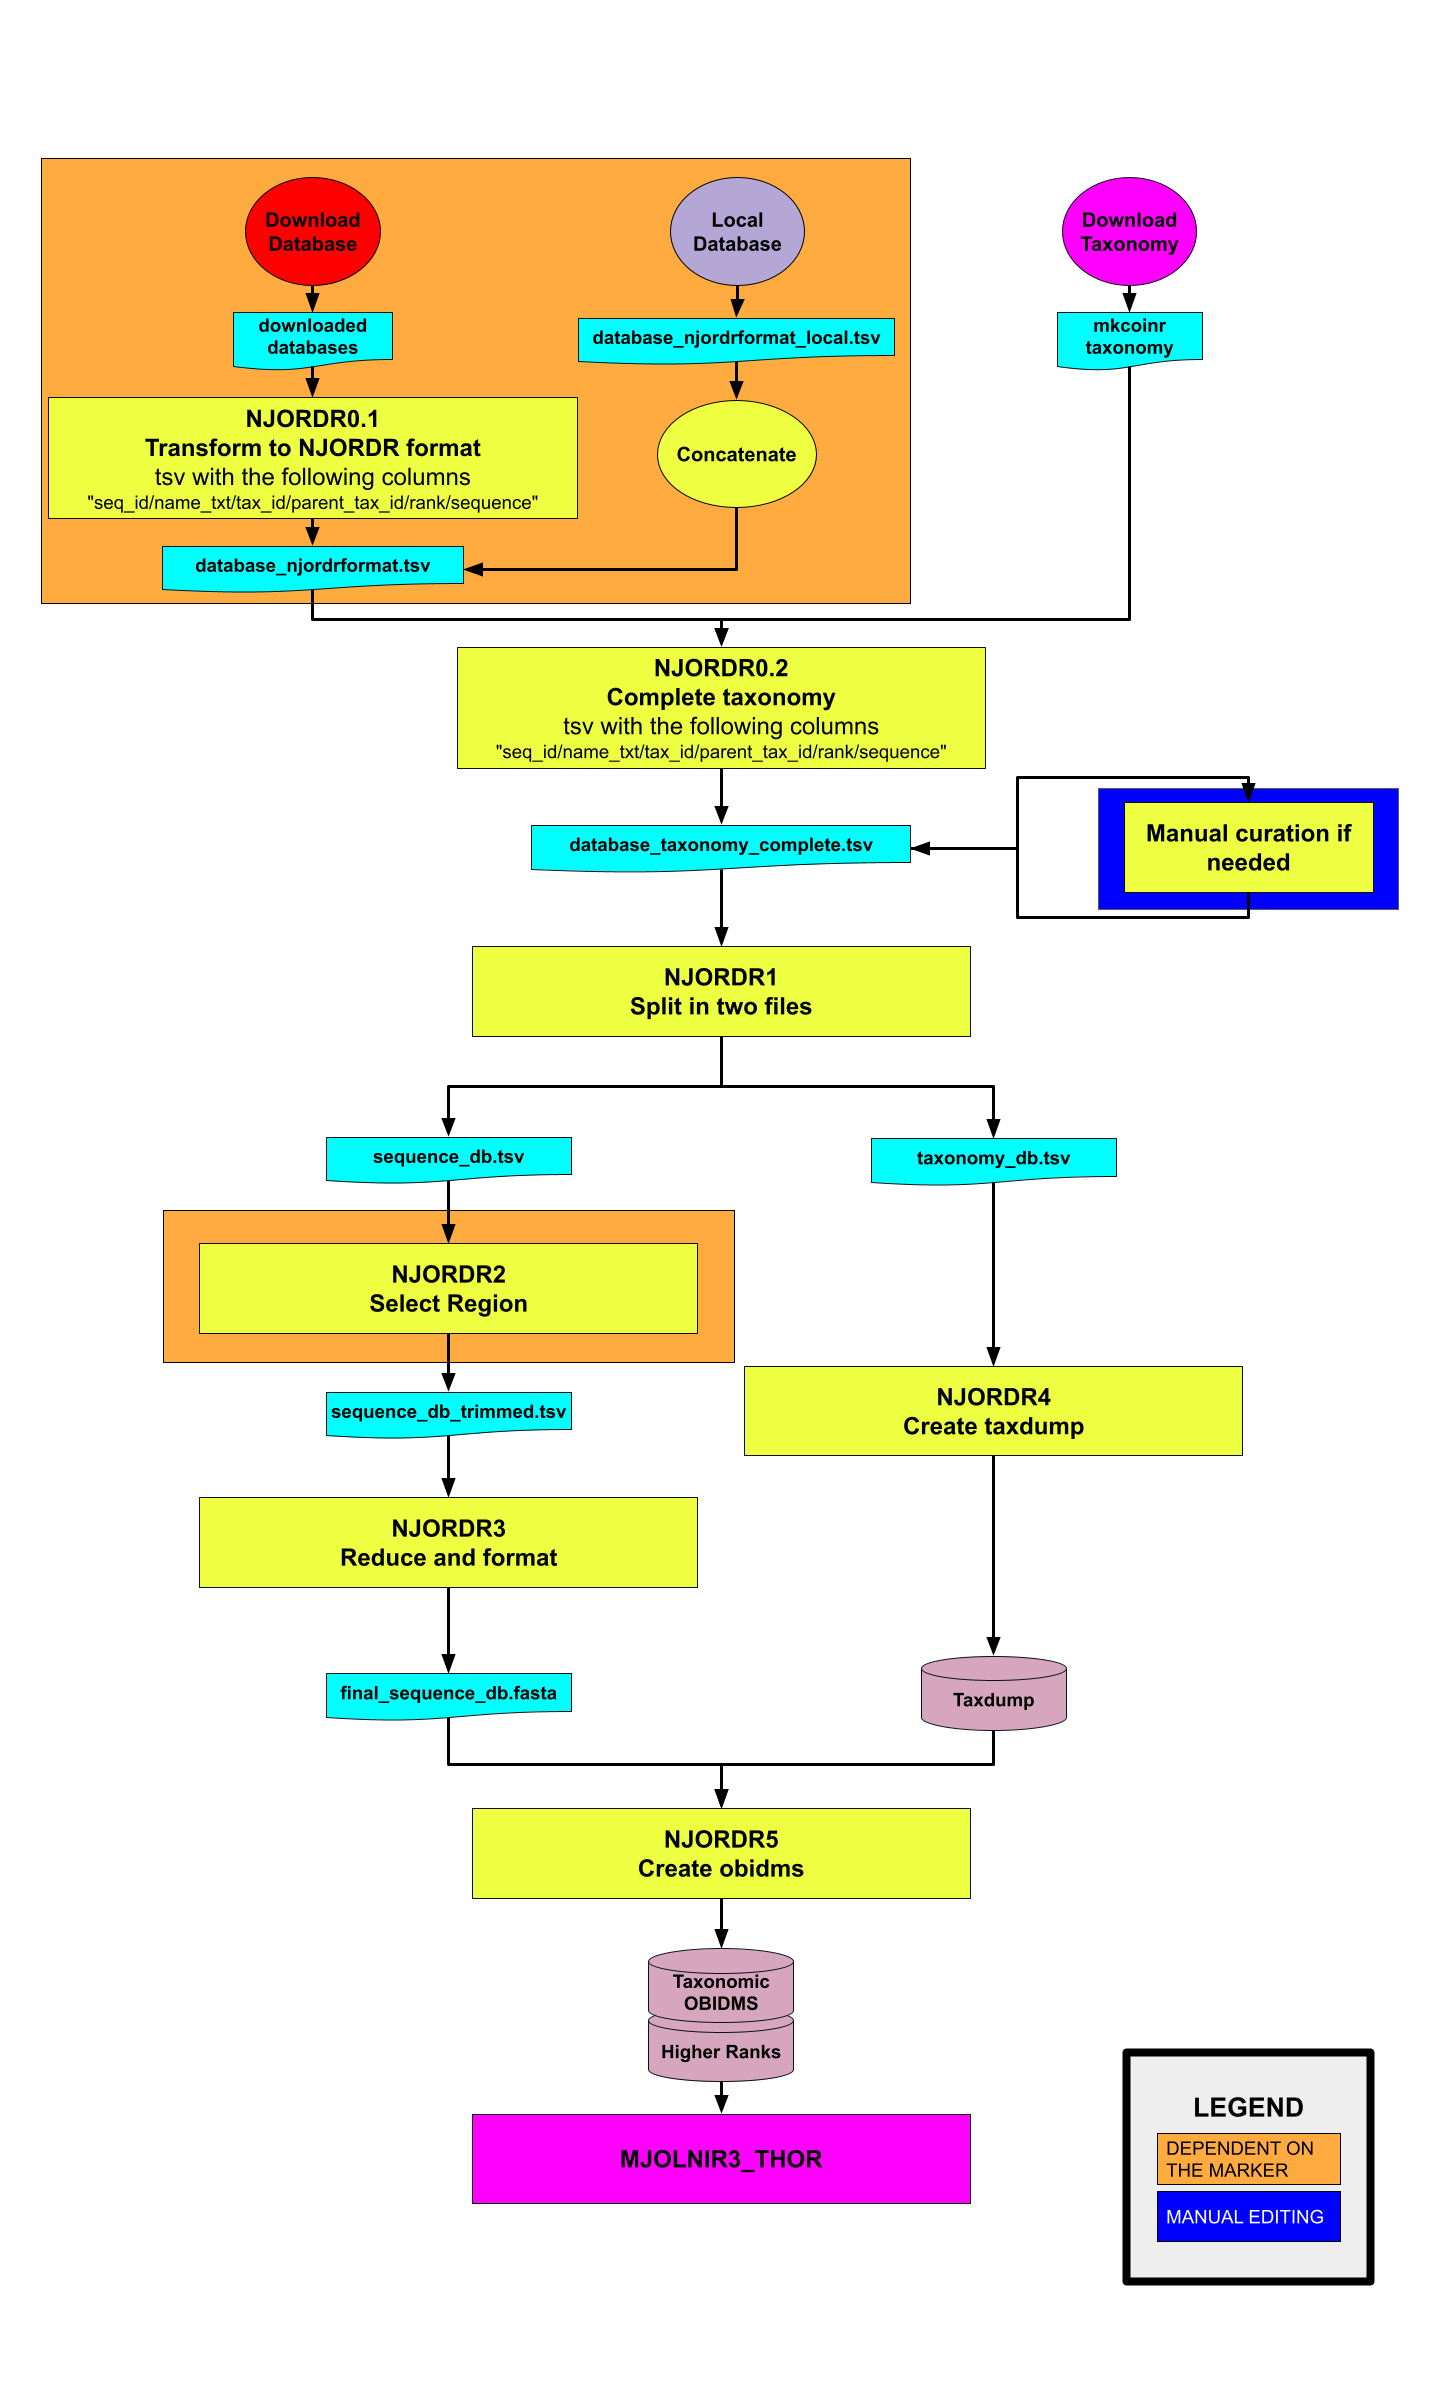 Download
Database
Local
Database
Download
Taxonomy
downloaded
databases
database_njordrformat_local.tsv
mkcoinr
taxonomy
NJORDR0.1
Transform to NJORDR format
tsv with the following columns
"seq_id/name_txt/tax_id/parent_tax_id/rank/sequence"
Concatenate
database_njordrformat.tsv
NJORDR0.2
Complete taxonomy
tsv with the following columns
"seq_id/name_txt/tax_id/parent_tax_id/rank/sequence"
database_taxonomy_complete.tsv
Manual curation if
needed
NJORDR1
Split in two files
sequence_db.tsv
taxonomy_db.tsv
NJORDR2
Select Region
sequence_db_trimmed.tsv
NJORDR4
Create taxdump
NJORDR3
Reduce and format
final_sequence_db.fasta
Taxdump
NJORDR5
Create obidms
Taxonomic
OBIDMS
Higher Ranks
MJOLNIR3_THOR
LEGEND
DEPENDENT ON
THE MARKER
MANUAL EDITING